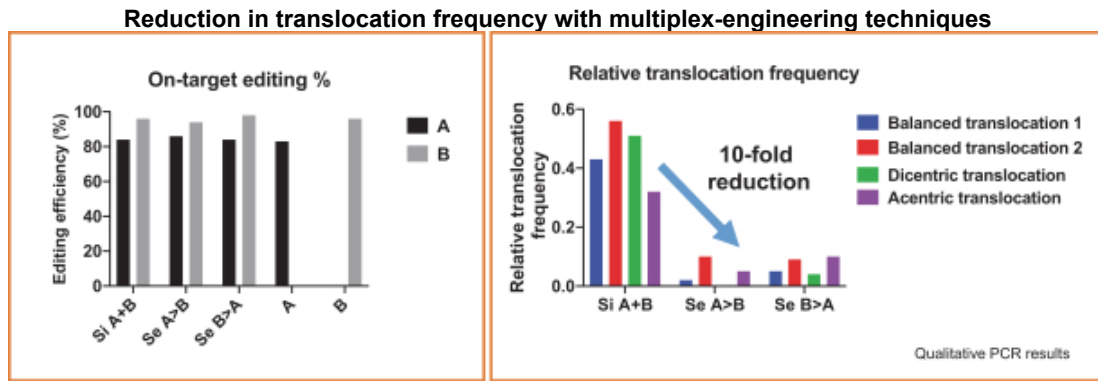 Reduction in translocation frequency with multiplex-engineering techniques
On-target editing %
Editing efficiency (%)
100
80
60
40
20
0
Si A+B
Se A>B
Se B>A
A
B
A
B
Relative translocation frequency
Relative translocation
frequency
0.6
0.4
0.2
0.0
10-fold
reduction
Si A+B
Se A>B
Se B>A
Balanced translocation 1
Balanced translocation 2
Dicentric translocation
Acentric translocation
Qualitative PCR results